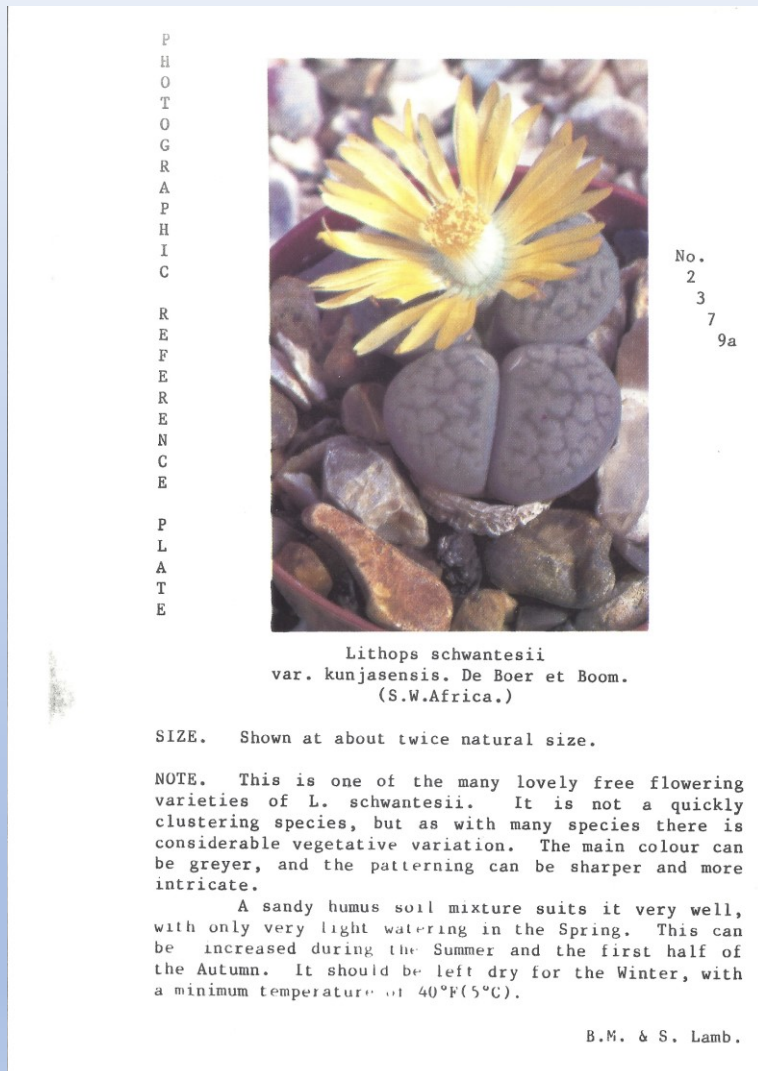 PHOTOGRAPHIC REFERENCE PLATE
No.
2
3
7
9a
Lithops schwantesii
var. kunjasensis. De Boer et Boom.
(S.W.Africa.)
SIZE. Shown at about twice natural size.
NOTE. This is one of the many lovely free flowering
varieties of L. schwantesii. It is not a quickly
clustering species, but as with many species there is
considerable vegetative variation. The main colour can
be greyer, and the patterning can be sharper and more
intricate.
A sandy humus soil mixture suits it very well,
with only very light watering in the Spring. This can
be increased during the Summer and the first half of
the Autumn. It should be left dry for the Winter, with
a minimum temperature of 40°F(5°C).
B.M. & S. Lamb.